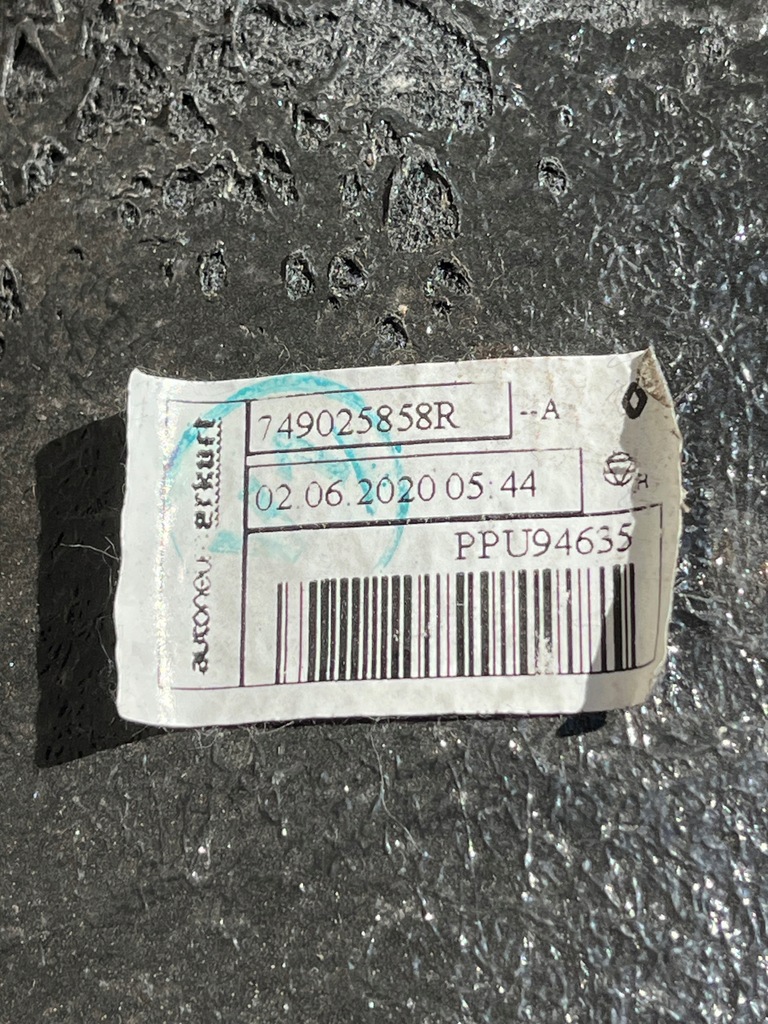 749025858R --A
02.06.2020 05:44
PPU94635
autoneum erkurt